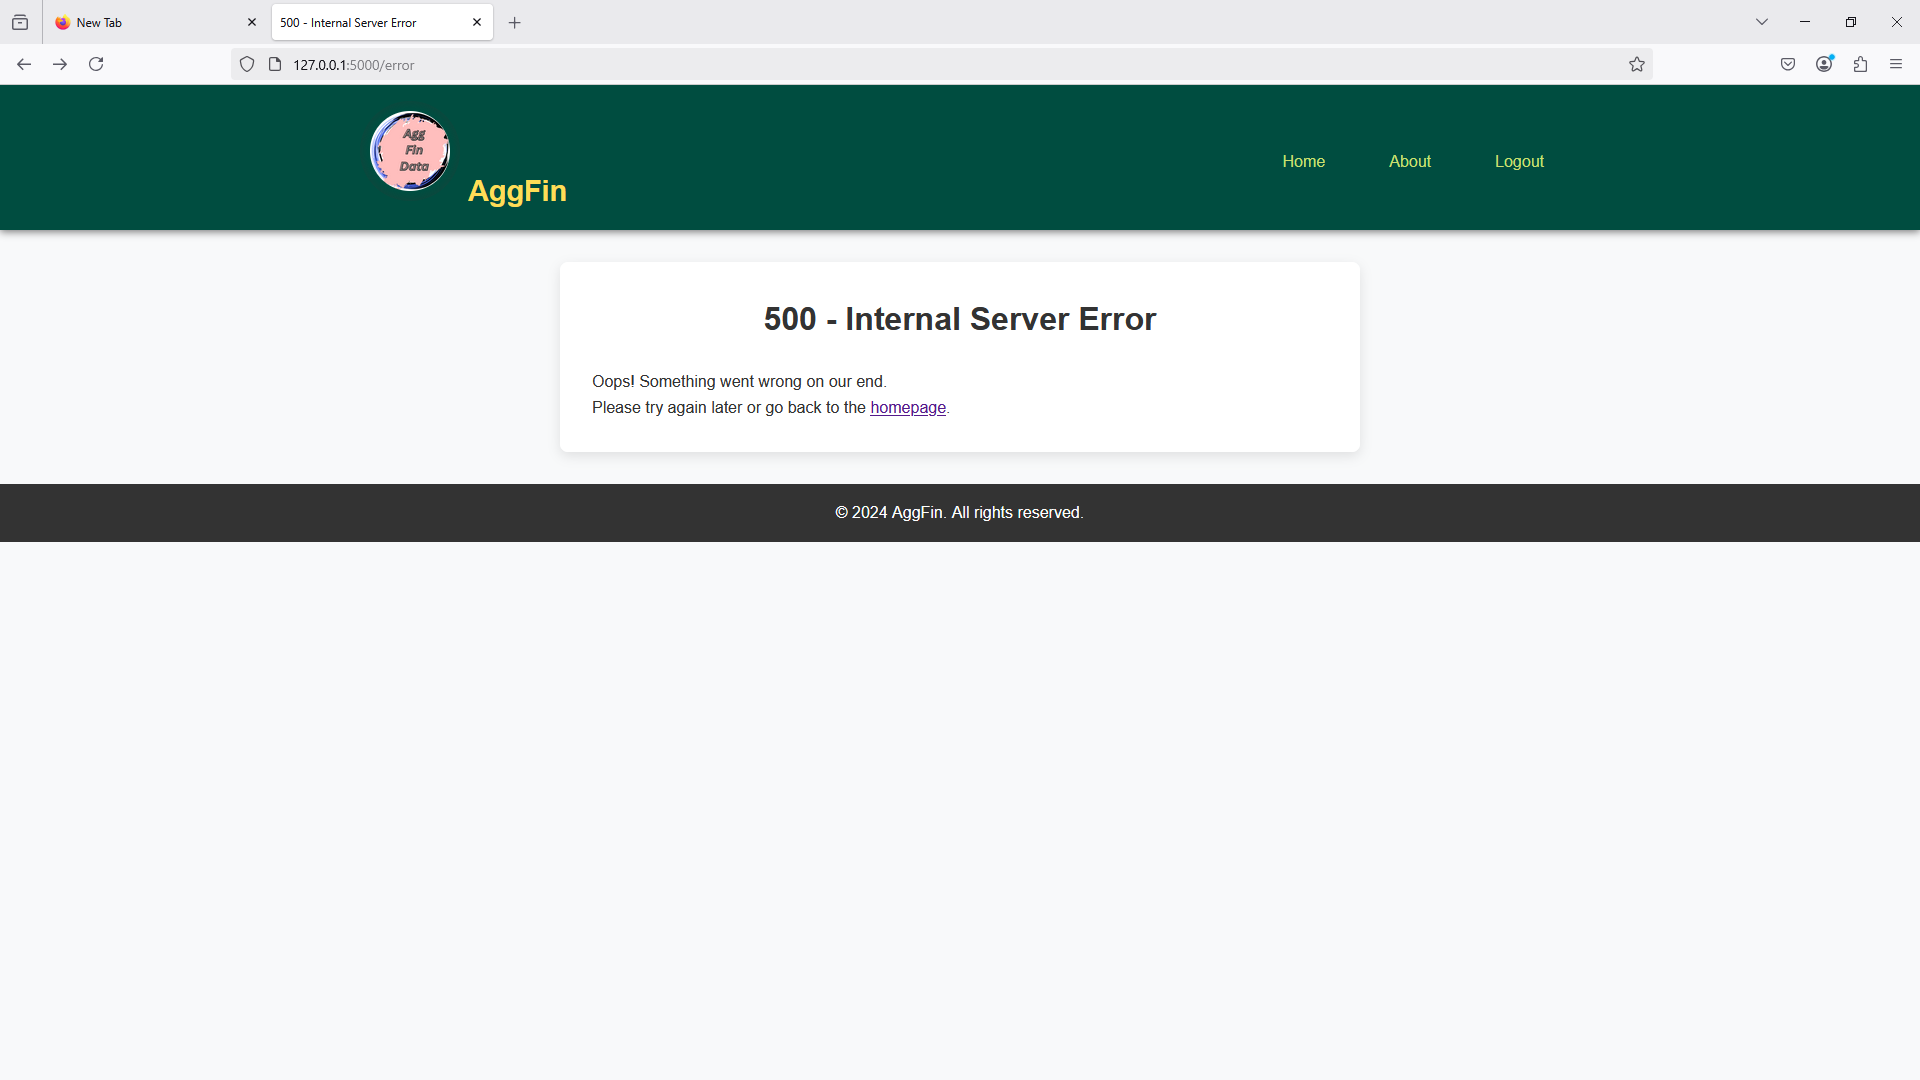 New Tab
500 - Internal Server Error
127.0.0.1:5000/error
Agg
Fin
Data
AggFin
Home
About
Logout
500 - Internal Server Error
Oops! Something went wrong on our end.
Please try again later or go back to the homepage.
© 2024 AggFin. All rights reserved.